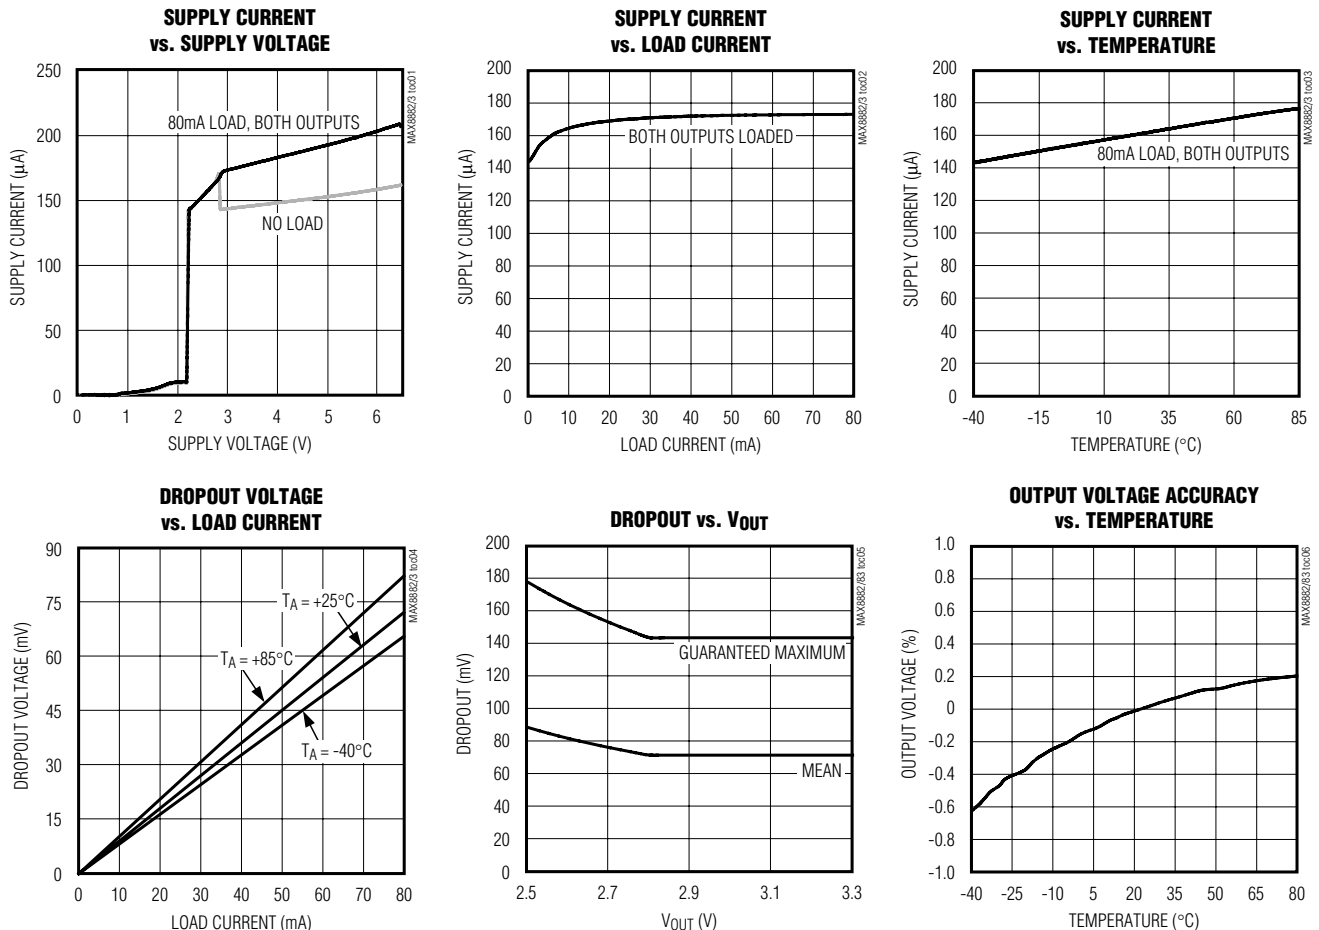 SUPPLY CURRENT
vs. SUPPLY VOLTAGE
250
200
150
100
50
0
SUPPLY CURRENT (μA)
80mA LOAD, BOTH OUTPUTS
NO LOAD
MAX8882/3 toc01
0 1 2 3 4 5 6
SUPPLY VOLTAGE (V)
SUPPLY CURRENT
vs. LOAD CURRENT
200
180
160
140
120
100
80
60
40
20
0
SUPPLY CURRENT (μA)
BOTH OUTPUTS LOADED
MAX8882/3 toc02
0 10 20 30 40 50 60 70 80
LOAD CURRENT (mA)
SUPPLY CURRENT
vs. TEMPERATURE
200
180
160
140
120
100
80
60
40
20
0
SUPPLY CURRENT (μA)
80mA LOAD, BOTH OUTPUTS
MAX8882/3 toc03
-40 -15 10 35 60 85
TEMPERATURE (°C)
DROPOUT VOLTAGE
vs. LOAD CURRENT
90
75
60
45
30
15
0
DROPOUT VOLTAGE (mV)
TA = +25°C
TA = +85°C
TA = -40°C
MAX8882/3 toc04
0 10 20 30 40 50 60 70 80
LOAD CURRENT (mA)
DROPOUT vs. VOUT
200
180
160
140
120
100
80
60
40
20
0
DROPOUT (mV)
GUARANTEED MAXIMUM
MEAN
MAX8882/83 toc05
2.5 2.7 2.9 3.1 3.3
VOUT (V)
OUTPUT VOLTAGE ACCURACY
vs. TEMPERATURE
1.0
0.8
0.6
0.4
0.2
0
-0.2
-0.4
-0.6
-0.8
-1.0
OUTPUT VOLTAGE (%)
MAX8882/83 toc06
-40 -25 -10 5 20 35 50 65 80
TEMPERATURE (°C)